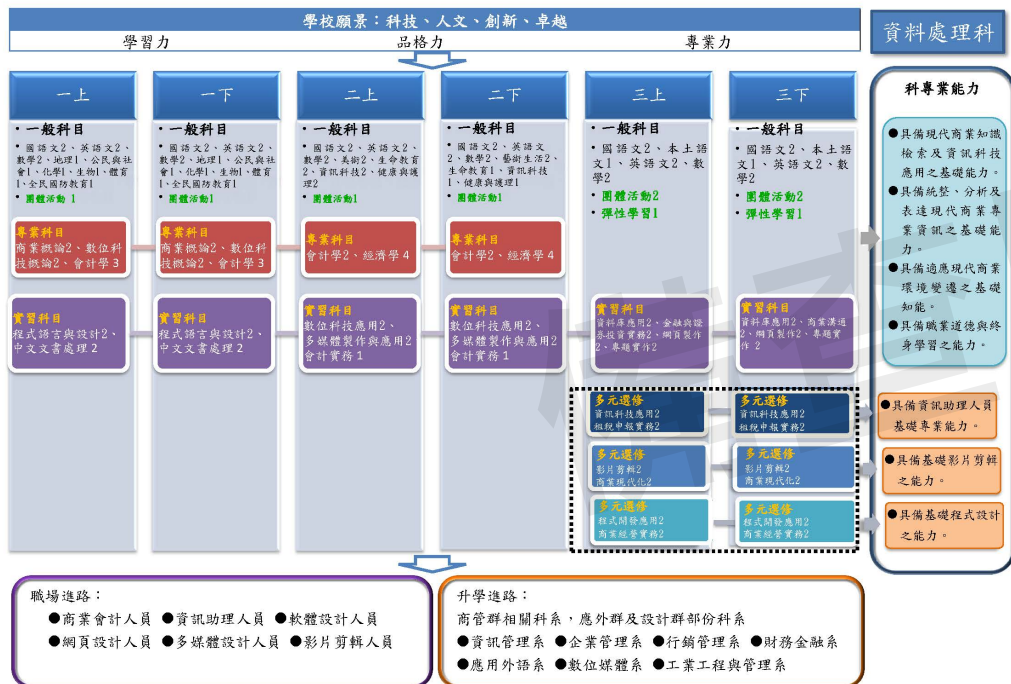 學校願景：科技、人文、創新、卓越
學習力
品格力
專業力
資料處理科
一上
• 一般科目
• 國語文2、英語文2、
數學2、地理1、公民與社
會1、化學1、生物1、體育
1、全民國防教育1
• 團體活動 1
專業科目
商業概論2、數位科
技概論2、會計學3
實習科目
程式語言與設計2、
中文文書處理 2
一下
• 一般科目
• 國語文2、英語文2、
數學2、地理1、公民與社
會1、化學1、生物1、體育
1、全民國防教育1
• 團體活動 1
專業科目
商業概論2、數位科
技概論2、會計學3
實習科目
程式語言與設計2、
中文文書處理 2
二上
• 一般科目
• 國語文2、英語文2、
數學2、美術2、生命教育
2、資訊科技2、健康與護
理2
• 團體活動1
專業科目
會計學2、經濟學4
實習科目
數位科技應用2、
多媒體製作與應用2
會計實務1
二下
• 一般科目
• 國語文2、英語文
2、數學2、藝術生活2、
生命教育1、資訊科技
1、健康與護理1
• 團體活動1
專業科目
會計學2、經濟學4
實習科目
數位科技應用2、
多媒體製作與應用2
會計實務1
三上
• 一般科目
• 國語文2、本土語
文1、英語文2、數
學2
• 團體活動2
• 彈性學習1
實習科目
資料庫應用2、金融與證
券投資實務2、網頁製作
2、專題實作2
多元選修
資訊科技應用2
租稅申報實務2
多元選修
影片剪輯2
商業現代化2
多元選修
程式開發應用2
商業經營實務2
三下
• 一般科目
• 國語文2、本土語
文1、英語文2、數
學2
• 團體活動2
• 彈性學習1
實習科目
資料庫應用2、商業溝通
2、網頁製作2、專題實
作 2
多元選修
資訊科技應用2
租稅申報實務2
多元選修
影片剪輯2
商業現代化2
多元選修
程式開發應用2
商業經營實務2
科專業能力
●具備現代商業知識
檢索及資訊科技
應用之基礎能力。
●具備統整、分析及
表達現代商業專
業資訊之基礎能
力。
●具備適應現代商業
環境變遷之基礎
知能。
●具備職業道德與終
身學習之能力。
●具備資訊助理人員
基礎專業能力。
●具備基礎影片剪輯
之能力。
●具備基礎程式設計
之能力。
職場進路：
●商業會計人員 ●資訊助理人員 ●軟體設計人員
●網頁設計人員 ●多媒體設計人員 ●影片剪輯人員
升學進路：
商管群相關科系，應外群及設計群部份科系
●資訊管理系 ●企業管理系 ●行銷管理系 ●財務金融系
●應用外語系 ●數位媒體系 ●工業工程與管理系